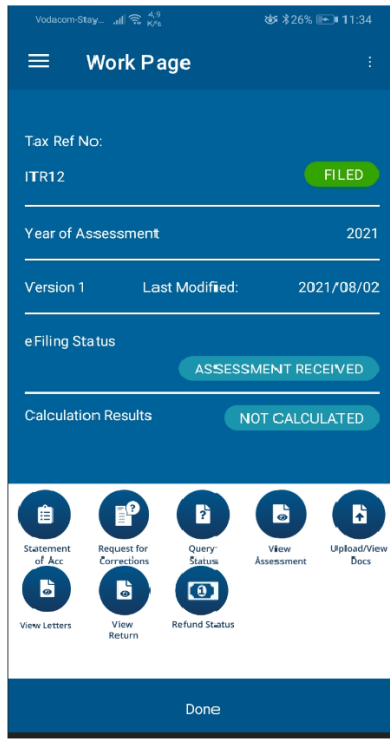 Vodacom-Stay... 4,9 K/s 26% 11:34
Work Page
Tax Ref No:
ITR12 FILED
Year of Assessment 2021
Version 1 Last Modified: 2021/08/02
eFiling Status
ASSESSMENT RECEIVED
Calculation Results NOT CALCULATED
Statement of Acc
Request for Corrections
Query Status
View Assessment
Upload/View Docs
View Letters
View Return
Refund Status
Done